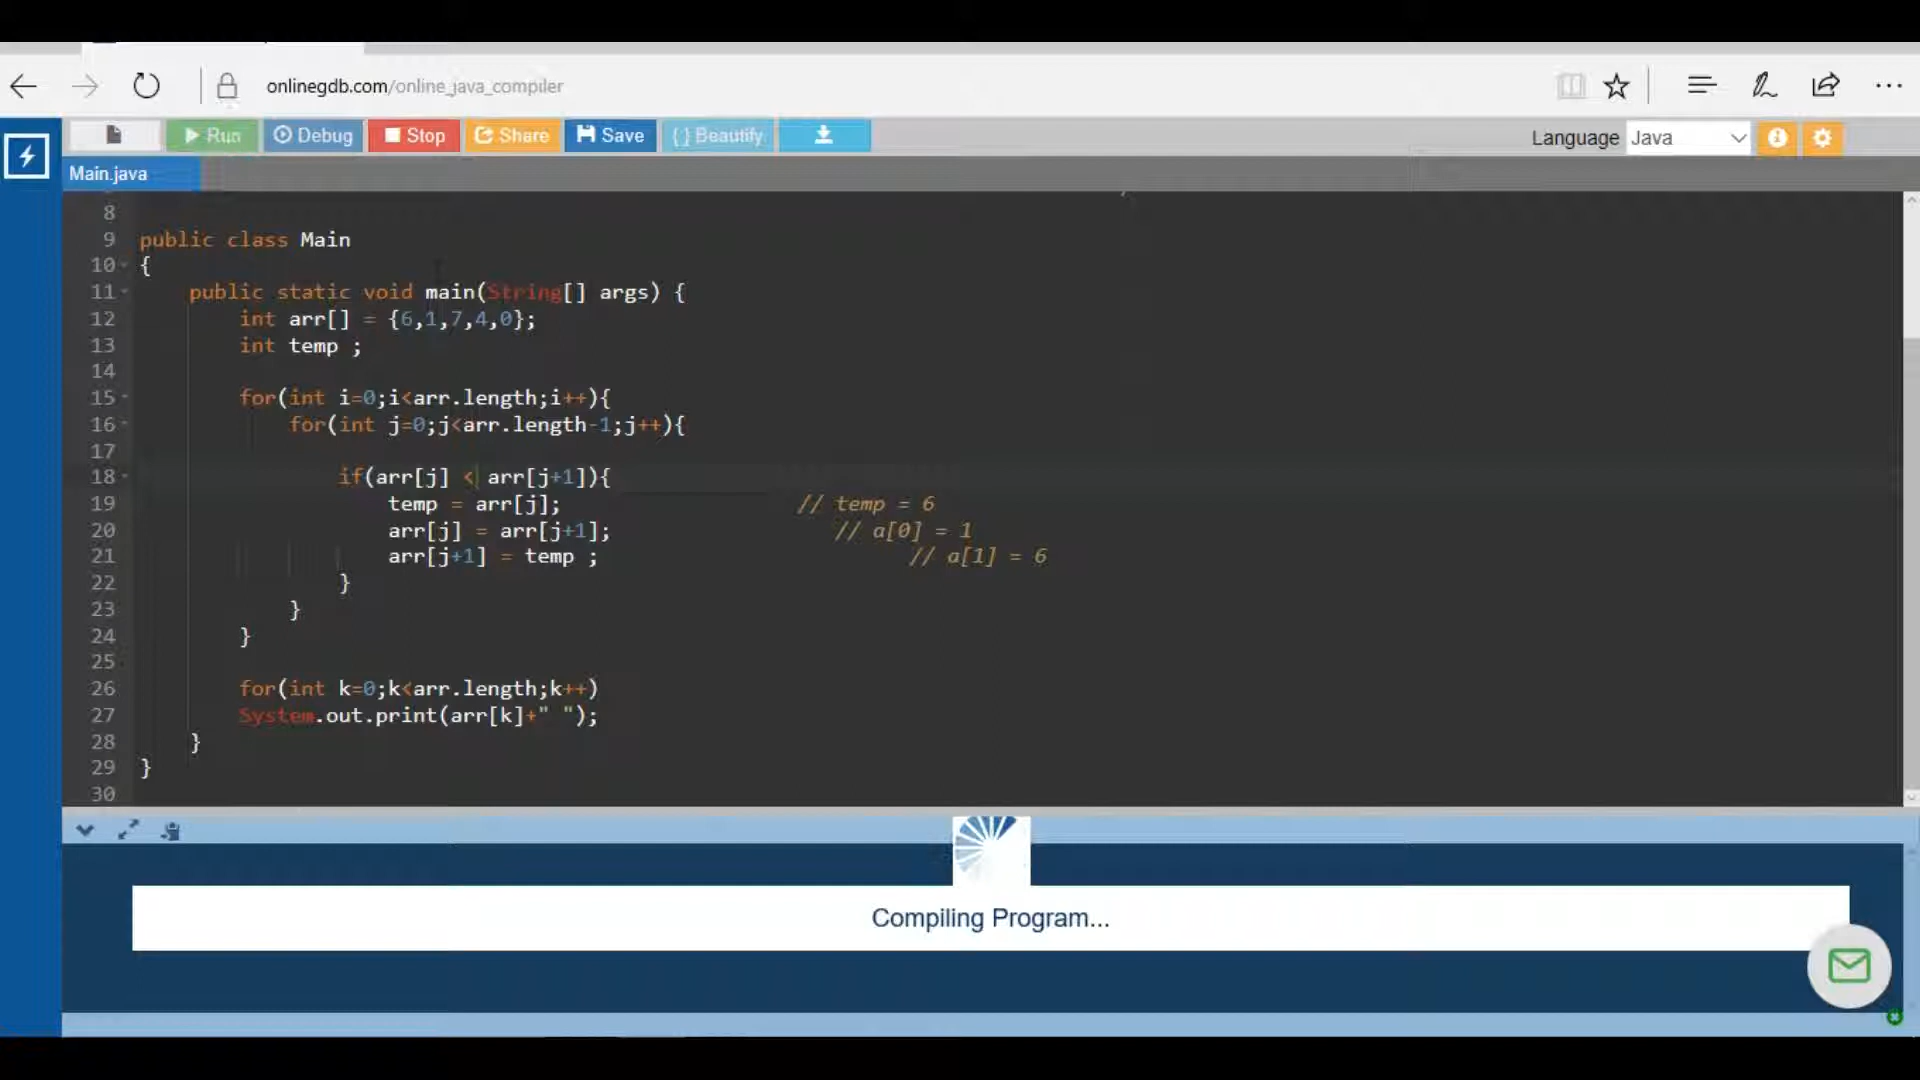 onlinegdb.com/online_java_compiler
Run Debug Stop Share Save {} Beautify Language Java
Main.java
8
9 public class Main
10 {
11 public static void main(String[] args) {
12 int arr[] = {6,1,7,4,0};
13 int temp ;
14
15 for(int i=0;i<arr.length;i++){
16 for(int j=0;j<arr.length-1;j++){
17
18 if(arr[j] < arr[j+1]){
19 temp = arr[j]; // temp = 6
20 arr[j] = arr[j+1]; // a[0] = 1
21 arr[j+1] = temp ; // a[1] = 6
22 }
23 }
24 }
25
26 for(int k=0;k<arr.length;k++)
27 System.out.print(arr[k]+" ");
28 }
29 }
30
Compiling Program...